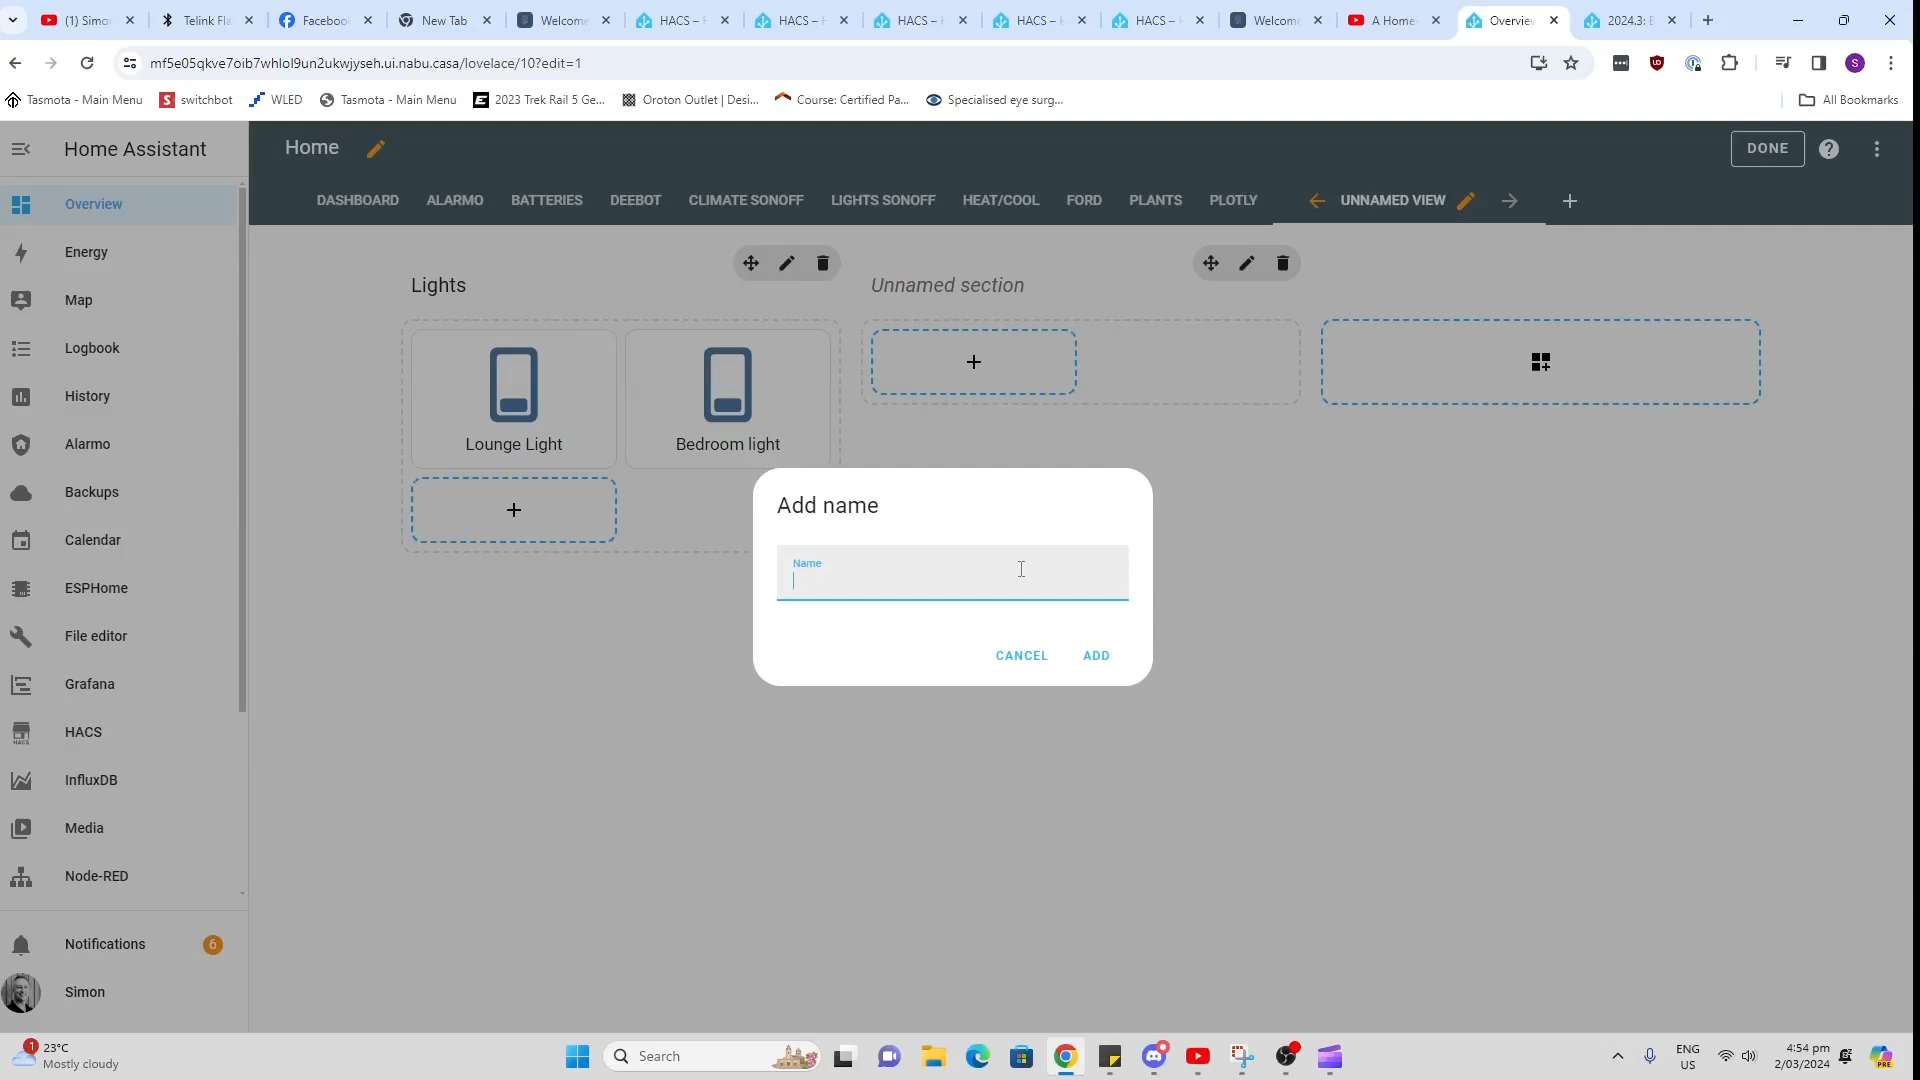 (1) Simo
Telink Fla
Facebook
New Tab
Welcome
HACS – H
HACS – H
HACS – H
HACS – H
HACS – H
Welcome
A Home
Overview
2024.3: B
mf5e05qkve7oib7whlol9un2ukwjyseh.ui.nabu.casa/lovelace/10?edit=1
S
Tasmota - Main Menu
switchbot
WLED
Tasmota - Main Menu
2023 Trek Rail 5 Ge...
Oroton Outlet | Desi...
Course: Certified Pa...
Specialised eye surg...
All Bookmarks
Home Assistant
Home
DONE
DASHBOARD
ALARMO
BATTERIES
DEEBOT
CLIMATE SONOFF
LIGHTS SONOFF
HEAT/COOL
FORD
PLANTS
PLOTLY
UNNAMED VIEW
Overview
Energy
Map
Logbook
History
Alarmo
Backups
Calendar
ESPHome
File editor
Grafana
HACS
InfluxDB
Media
Node-RED
Notifications
6
Simon
Lights
Unnamed section
Lounge Light
Bedroom light
Add name
Name
CANCEL
ADD
1
23°C
Mostly cloudy
Search
ENG
US
4:54 pm
2/03/2024
PRE